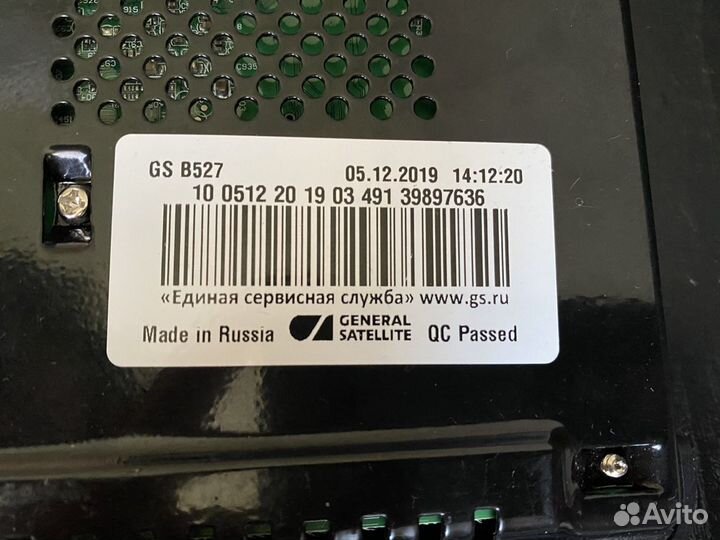 GS B527 05.12.2019 14:12:20
10 0512 20 19 03 491 39897636
«Единая сервисная служба» www.gs.ru
Made in Russia GENERAL SATELLITE QC Passed
Avito